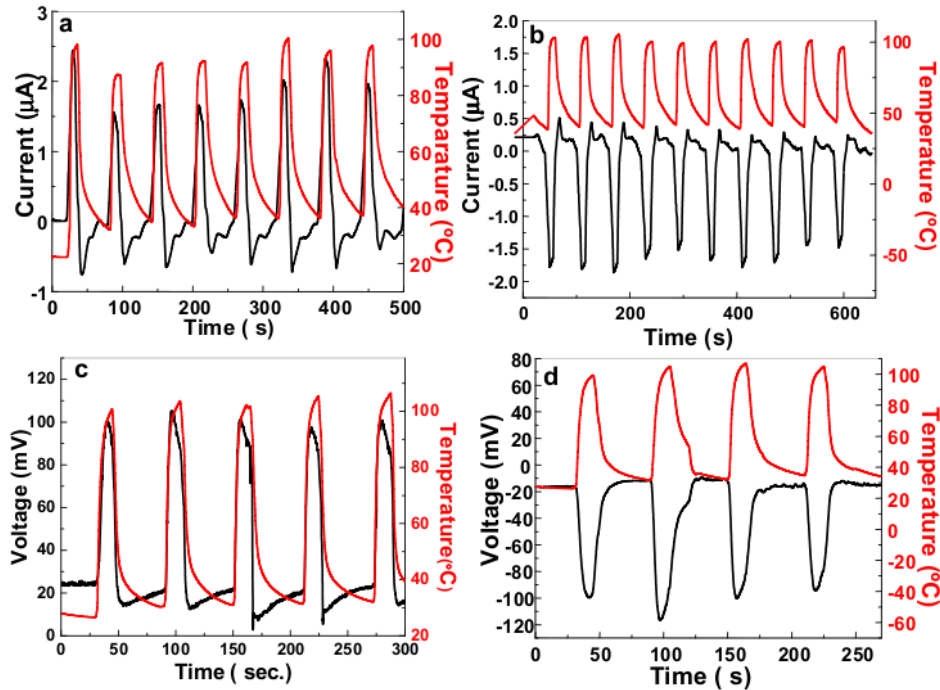 a
Current (µA)
3
2
1
0
-1
0 100 200 300 400 500
Time ( s)
100
80
60
40
20
Temparature (ºC)
b
Current (µA)
2.0
1.5
1.0
0.5
0.0
-0.5
-1.0
-1.5
-2.0
0 200 400 600
Time (s)
100
50
0
-50
Temperature (ºC)
c
Voltage (mV)
120
100
80
60
40
20
0
0 50 100 150 200 250 300
Time ( sec.)
100
80
60
40
20
Temperature(ºC)
d
Voltage (mV)
80
60
40
20
0
-20
-40
-60
-80
-100
-120
0 50 100 150 200 250
Time ( s)
100
80
60
40
20
0
-20
-40
-60
Temperature (ºC)